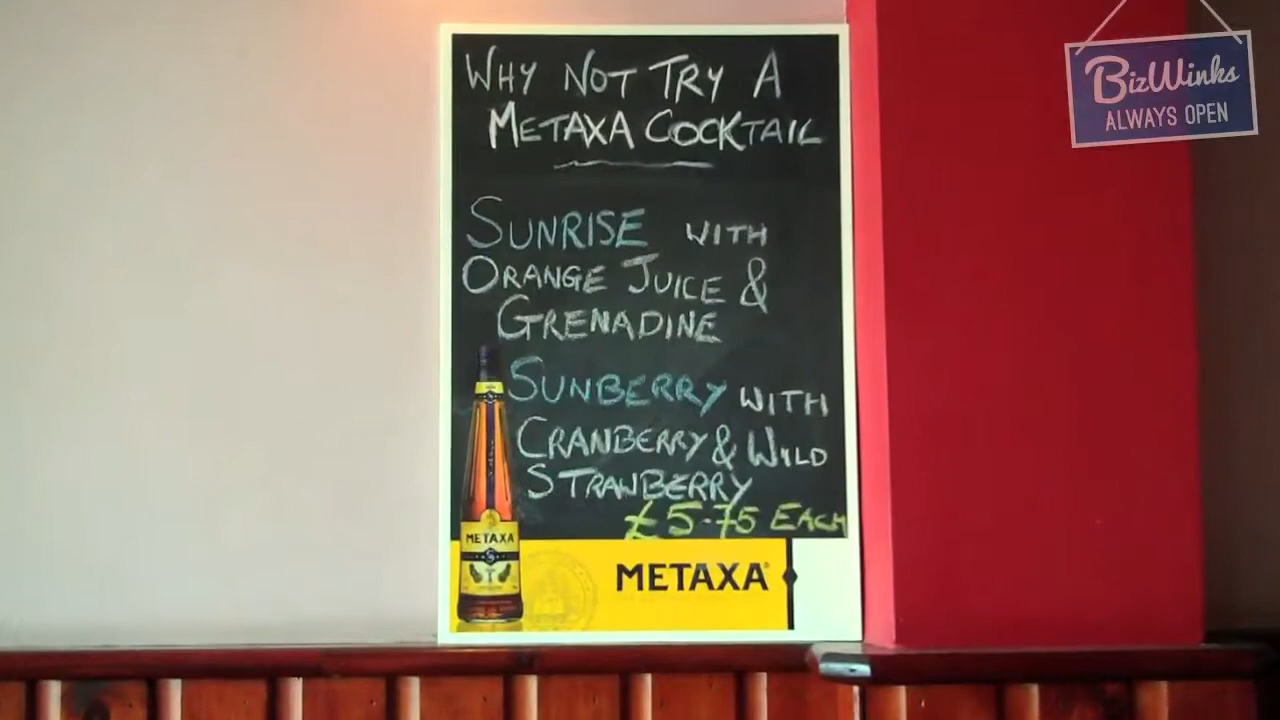 WHY NOT TRY A
METAXA COCKTAIL
SUNRISE WITH
ORANGE JUICE &
GRENADINE
SUNBERRY WITH
CRANBERRY & WILD
STRAWBERRY
£5.75 EACH
METAXA
METAXA®
BizWinks
ALWAYS OPEN